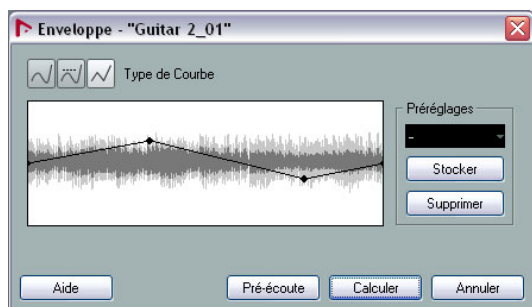 Enveloppe - "Guitar 2_01"
Type de Courbe
Préréglages
-
Stocker
Supprimer
Aide
Pré-écoute
Calculer
Annuler